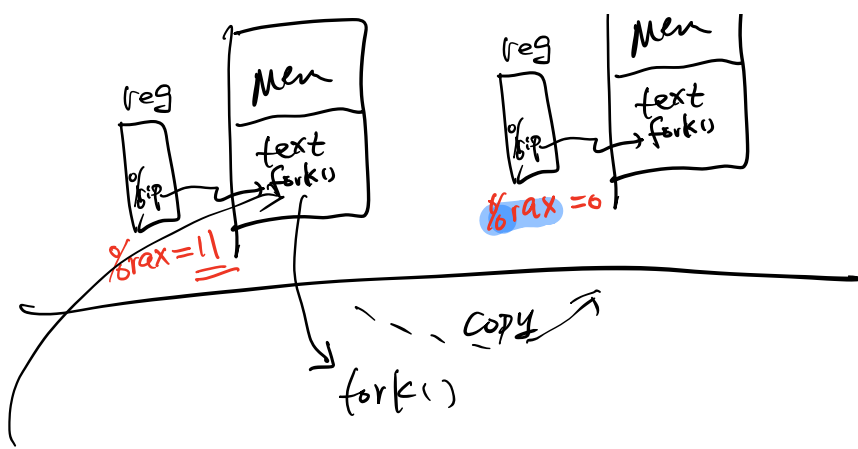 reg
Mem
text
fork()
%rip
%rax = 11
reg
Mem
text
fork()
%rip
%rax = 0
copy
fork()